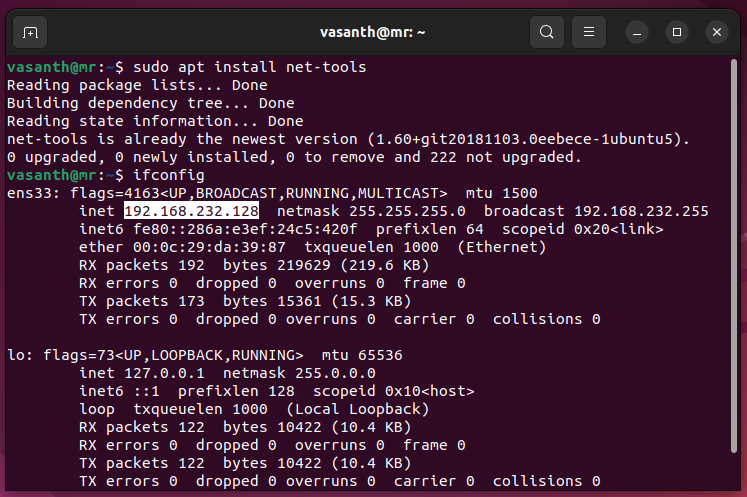 vasanth@mr: ~
vasanth@mr:~$ sudo apt install net-tools
Reading package lists... Done
Building dependency tree... Done
Reading state information... Done
net-tools is already the newest version (1.60+git20181103.0eebece-1ubuntu5).
0 upgraded, 0 newly installed, 0 to remove and 222 not upgraded.
vasanth@mr:~$ ifconfig
ens33: flags=4163<UP,BROADCAST,RUNNING,MULTICAST>  mtu 1500
        inet 192.168.232.128  netmask 255.255.255.0  broadcast 192.168.232.255
        inet6 fe80::286a:e3ef:24c5:420f  prefixlen 64  scopeid 0x20<link>
        ether 00:0c:29:da:39:87  txqueuelen 1000  (Ethernet)
        RX packets 192  bytes 219629 (219.6 KB)
        RX errors 0  dropped 0  overruns 0  frame 0
        TX packets 173  bytes 15361 (15.3 KB)
        TX errors 0  dropped 0 overruns 0  carrier 0  collisions 0

lo: flags=73<UP,LOOPBACK,RUNNING>  mtu 65536
        inet 127.0.0.1  netmask 255.0.0.0
        inet6 ::1  prefixlen 128  scopeid 0x10<host>
        loop  txqueuelen 1000  (Local Loopback)
        RX packets 122  bytes 10422 (10.4 KB)
        RX errors 0  dropped 0  overruns 0  frame 0
        TX packets 122  bytes 10422 (10.4 KB)
        TX errors 0  dropped 0 overruns 0  carrier 0  collisions 0